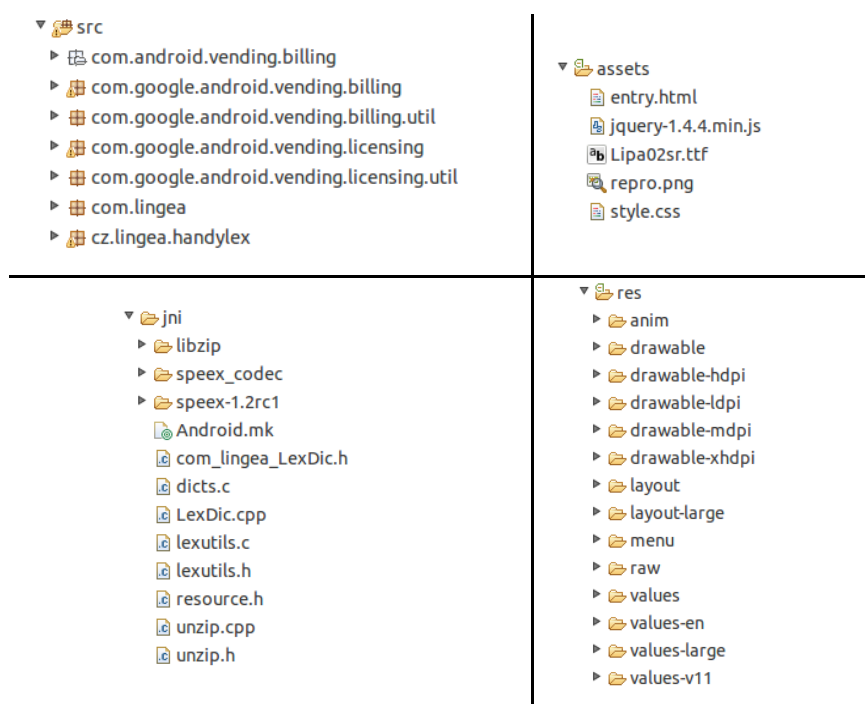 src
com.android.vending.billing
com.google.android.vending.billing
com.google.android.vending.billing.util
com.google.android.vending.licensing
com.google.android.vending.licensing.util
com.lingea
cz.lingea.handylex
assets
entry.html
jquery-1.4.4.min.js
Lipa02sr.ttf
repro.png
style.css
jni
libzip
speex_codec
speex-1.2rc1
Android.mk
com_lingea_LexDic.h
dicts.c
LexDic.cpp
lexutils.c
lexutils.h
resource.h
unzip.cpp
unzip.h
res
anim
drawable
drawable-hdpi
drawable-ldpi
drawable-mdpi
drawable-xhdpi
layout
layout-large
menu
raw
values
values-en
values-large
values-v11